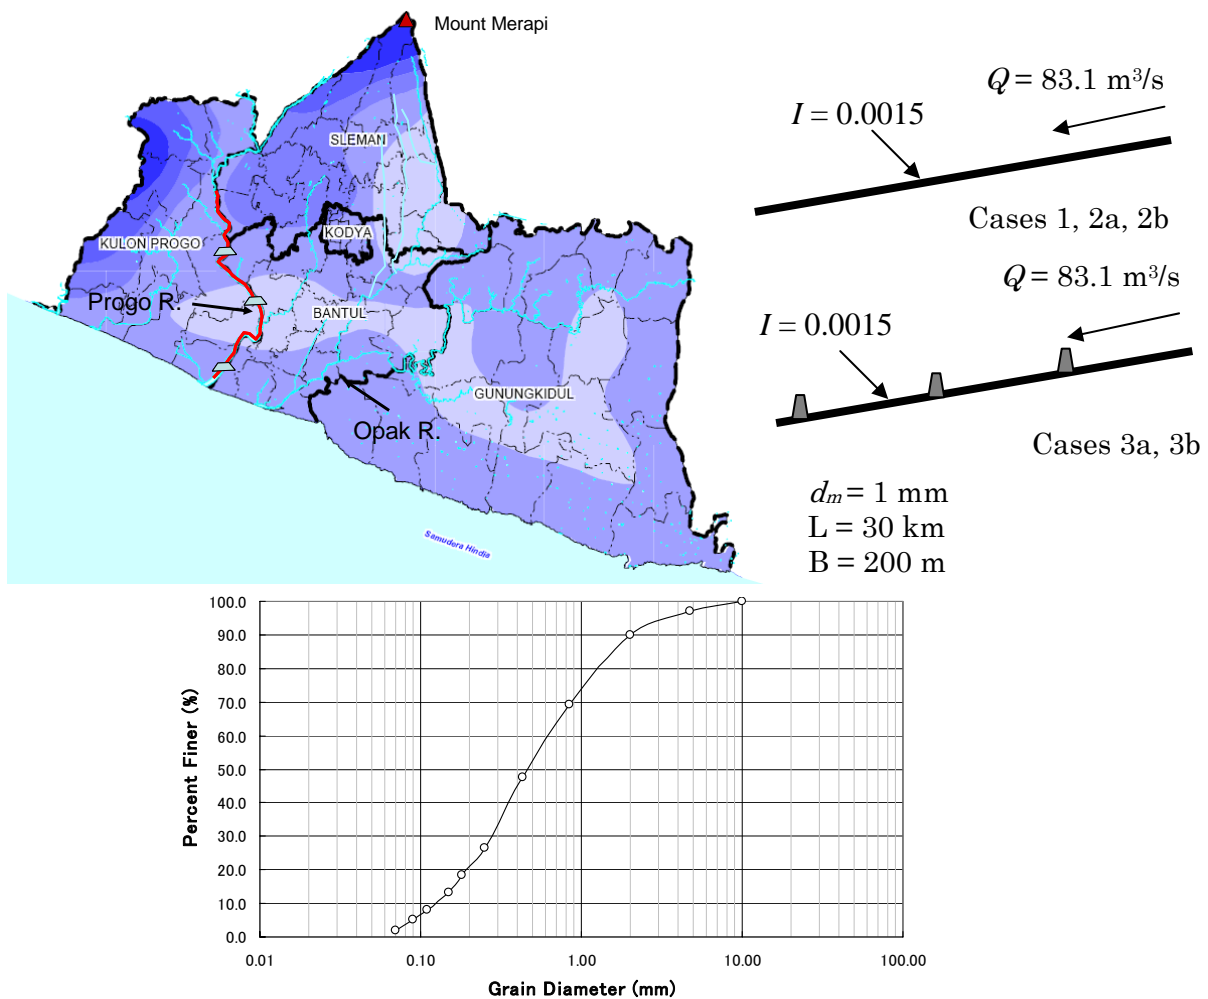 Mount Merapi
SLEMAN
KULON PROGO
KODYA
Progo R.
BANTUL
GUNUNGKIDUL
Opak R.
Samudera Hindia
Q = 83.1 m³/s
I = 0.0015
Cases 1, 2a, 2b
Q = 83.1 m³/s
I = 0.0015
Cases 3a, 3b
dm = 1 mm
L = 30 km
B = 200 m
100.0
90.0
80.0
70.0
60.0
50.0
40.0
30.0
20.0
10.0
0.0
Percent Finer (%)
0.01 0.10 1.00 10.00 100.00
Grain Diameter (mm)